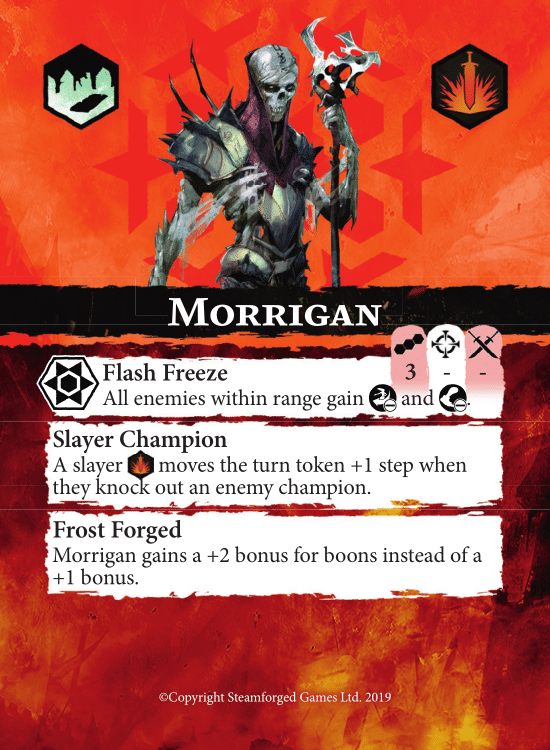 MORRIGAN
Flash Freeze
3 - -
All enemies within range gain and .
Slayer Champion
A slayer moves the turn token +1 step when
they knock out an enemy champion.
Frost Forged
Morrigan gains a +2 bonus for boons instead of a
+1 bonus.
©Copyright Steamforged Games Ltd. 2019